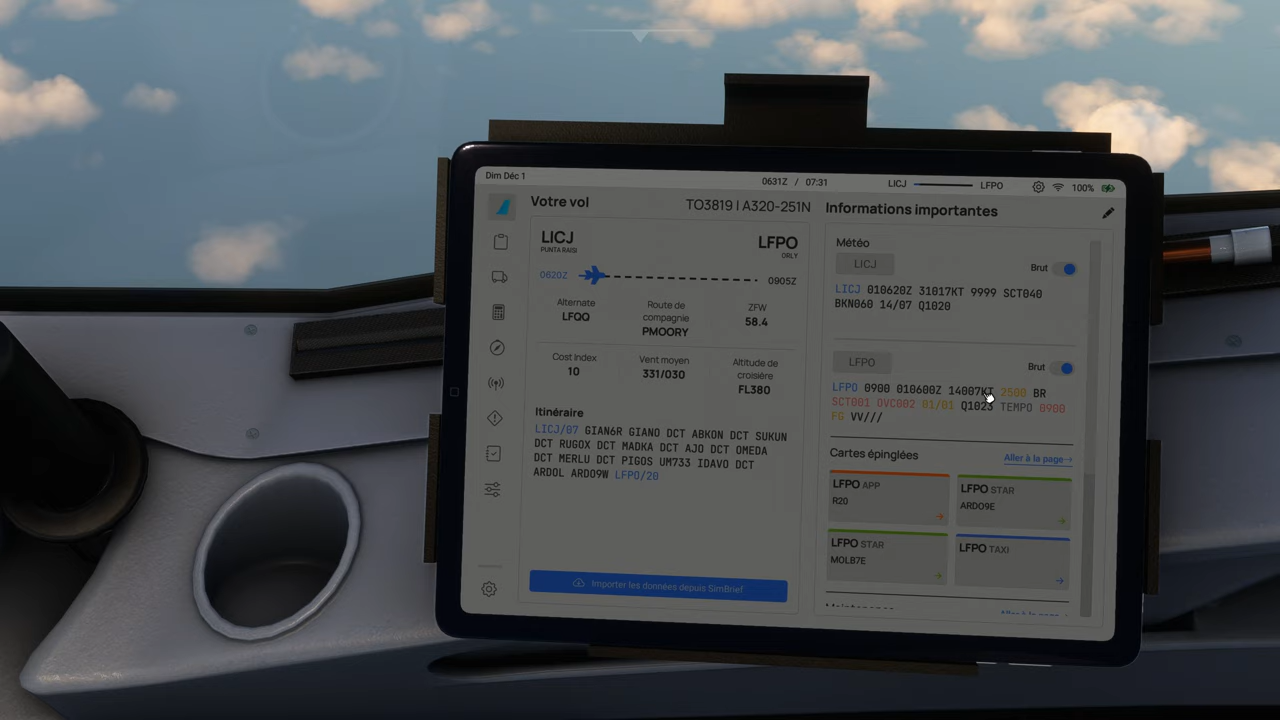 Dim Déc 1
0631Z / 07:31
LICJ LFPO
100%
Votre vol
TO3819 | A320-251N
LICJ
PUNTA RAISI
LFPO
ORLY
0620Z
0905Z
Alternate
LFQQ
Route de
compagnie
PMOORY
ZFW
58.4
Cost Index
10
Vent moyen
331/030
Altitude de
croisière
FL380
Itinéraire
LICJ/07 GIAN6R GIANO DCT ABKON DCT SUKUN
DCT RUGOX DCT MADKA DCT AJO DCT OMEDA
DCT MERLU DCT PIGOS UM733 IDAVO DCT
ARDOL ARDO9W LFPO/20
Importer les données depuis SimBrief
Informations importantes
Météo
LICJ
Brut
LICJ 010620Z 31017KT 9999 SCT040
BKN060 14/07 Q1020
LFPO
Brut
LFPO 0900 010600Z 14007KT 2500 BR
SCT001 OVC002 01/01 Q1023 TEMPO 0900
FG VV///
Cartes épinglées
Aller à la page→
LFPO APP
R20
→
LFPO STAR
ARDO9E
→
LFPO STAR
MOLB7E
→
LFPO TAXI
→